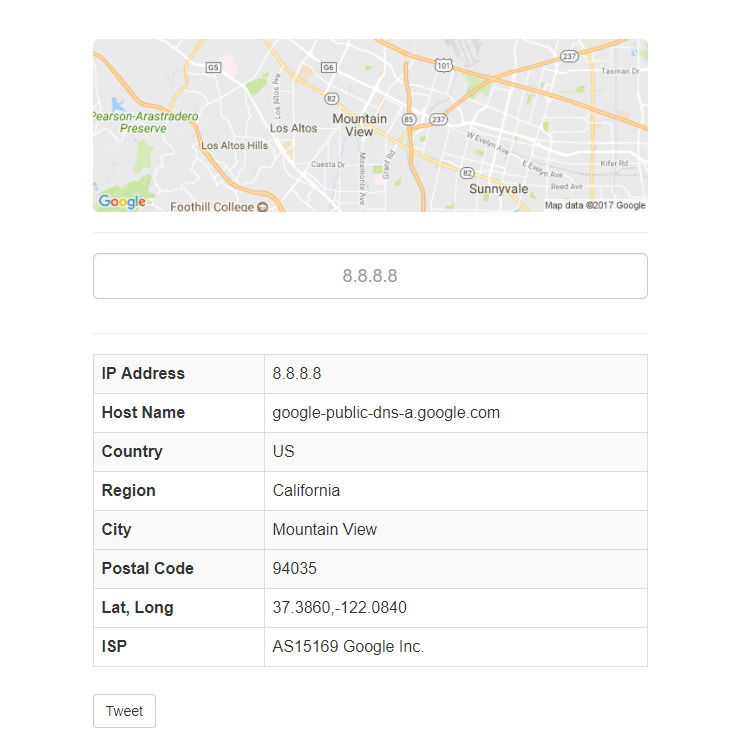 237
G5
G6
101
Tasman Dr
Los Altos Ave
82
Pearson-Arastradero
Preserve
Mountain
View
85
237
Los Altos
W Evelyn Ave
Los Altos Hills
Cuesta Dr
Miramonte Ave
Grant Rd
E Evelyn Ave
Kifer Rd
82
Sunnyvale
Reed Ave
Google
Foothill College
Map data ©2017 Google
8.8.8.8
IP Address 8.8.8.8
Host Name google-public-dns-a.google.com
Country US
Region California
City Mountain View
Postal Code 94035
Lat, Long 37.3860,-122.0840
ISP AS15169 Google Inc.
Tweet